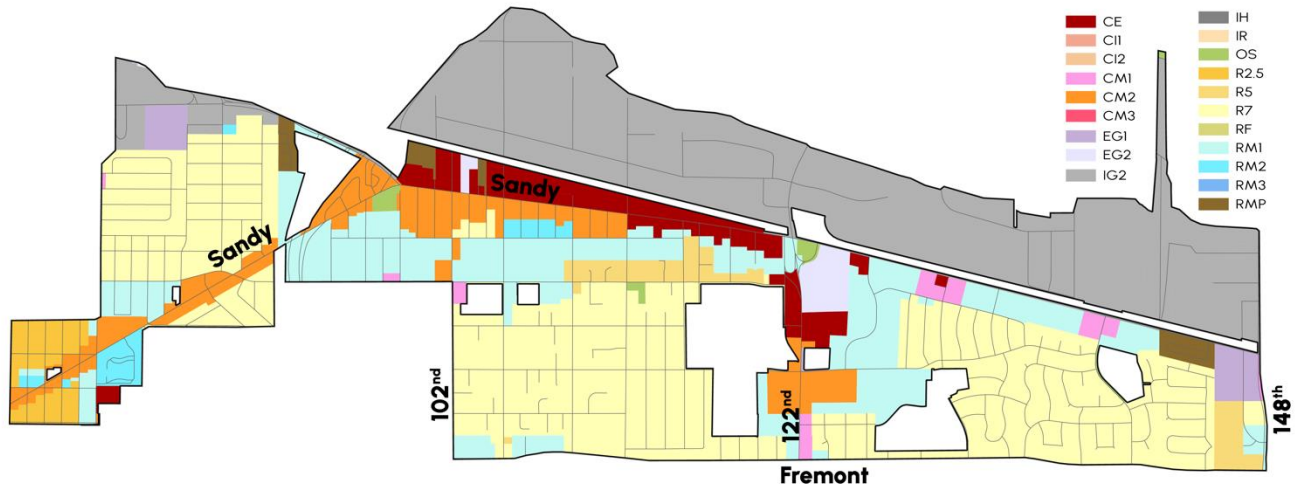 CE
CI1
CI2
CM1
CM2
CM3
EG1
EG2
IG2
IH
IR
OS
R2.5
R5
R7
RF
RM1
RM2
RM3
RMP
Sandy
Sandy
102nd
122nd
148th
Fremont